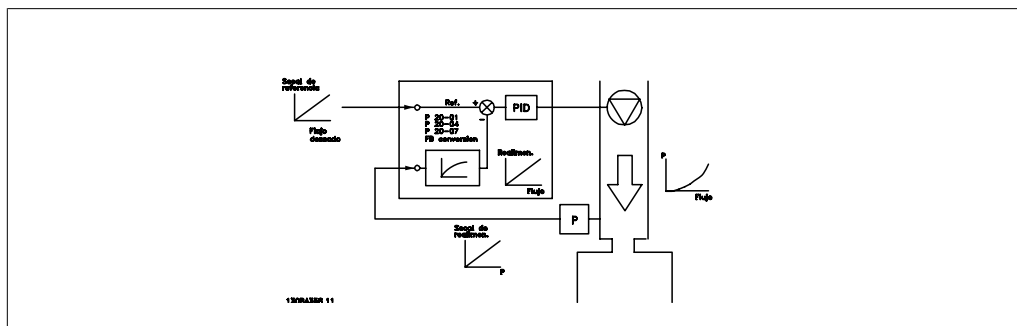 Señal de
referencia
Flujo
deseado
Ref.
+
-
PID
P 20-01
P 20-04
P 20-07
FB conversion
Realimen.
Flujo
P
Flujo
P
Señal de
realimen.
P
130BA358.11